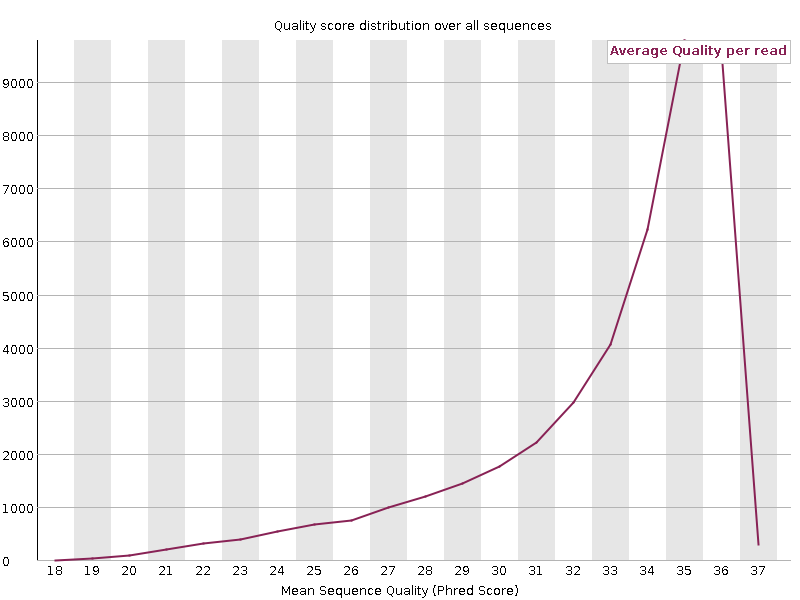 Quality score distribution over all sequences
Average Quality per read
9000
8000
7000
6000
5000
4000
3000
2000
1000
0
18 19 20 21 22 23 24 25 26 27 28 29 30 31 32 33 34 35 36 37
Mean Sequence Quality (Phred Score)